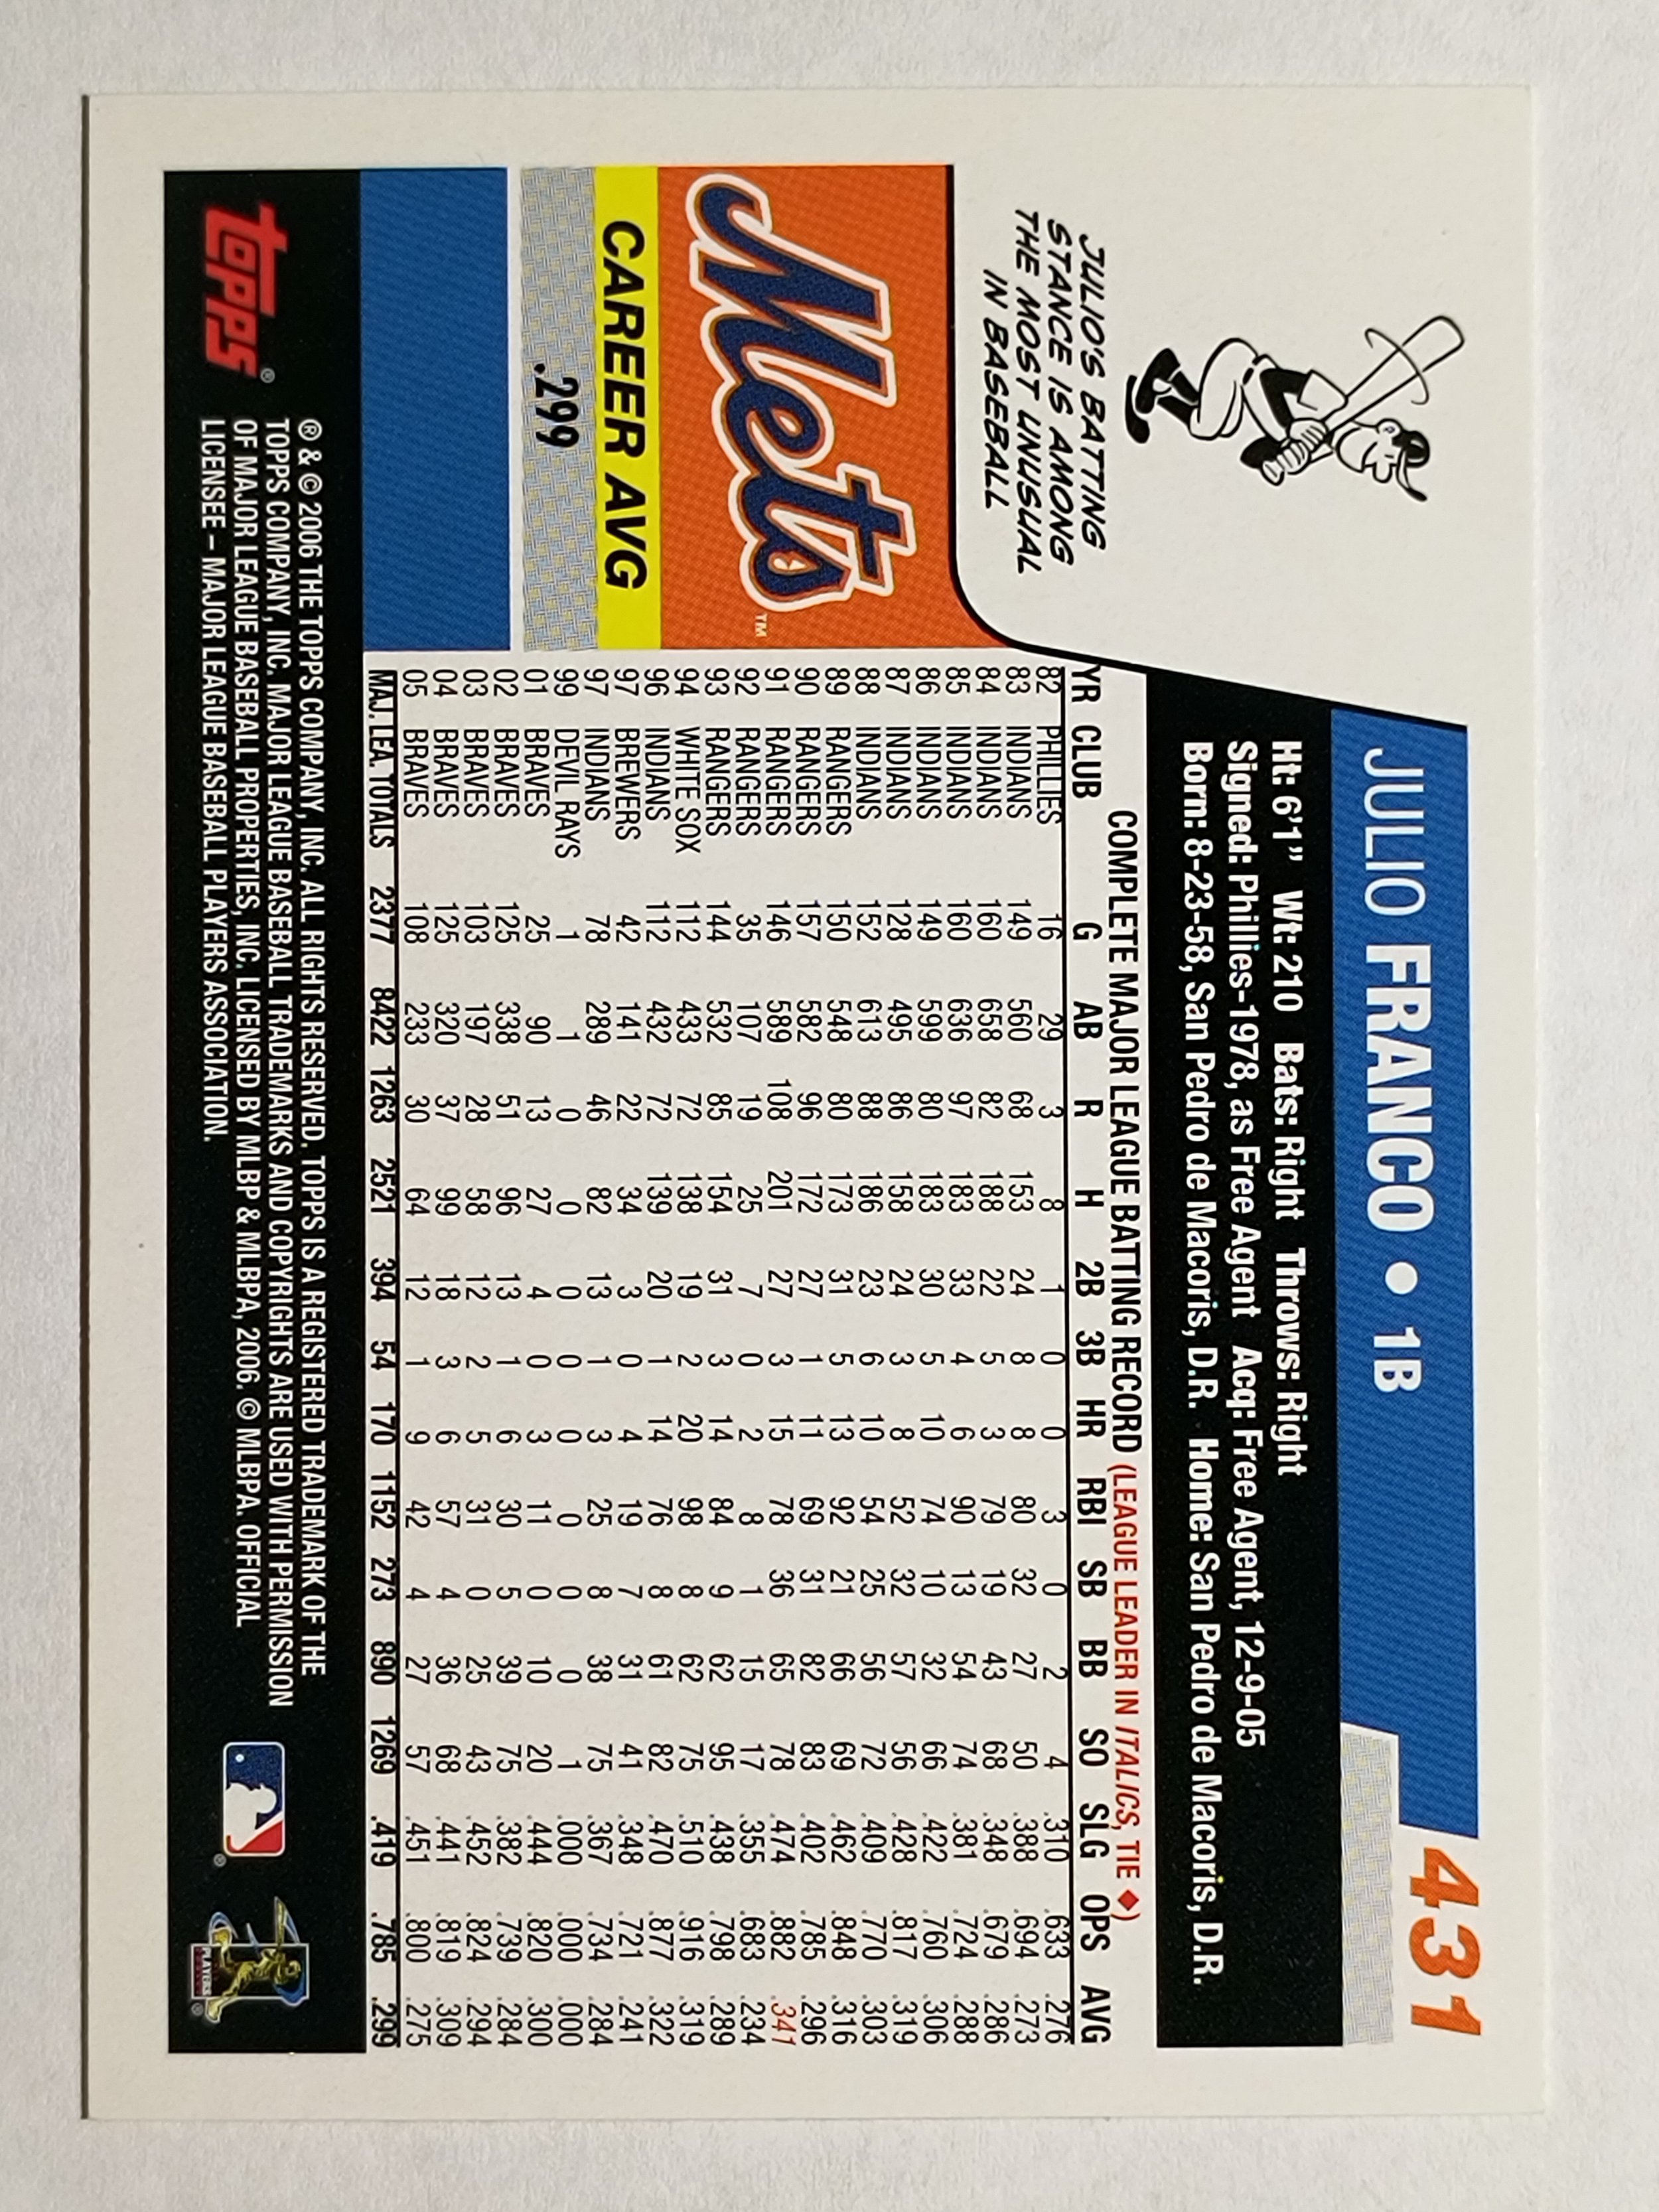 431
JULIO FRANCO • 1B
Ht: 6'1" Wt: 210 Bats: Right Throws: Right
Signed: Phillies-1978, as Free Agent Acq: Free Agent, 12-9-05
Born: 8-23-58, San Pedro de Macoris, D.R. Home: San Pedro de Macoris, D.R.
JULIO'S BATTING
STANCE IS AMONG
THE MOST UNUSUAL
IN BASEBALL
Mets™
CAREER AVG
.299
COMPLETE MAJOR LEAGUE BATTING RECORD (LEAGUE LEADER IN ITALICS, TIE ♦)
YR CLUB G AB R H 2B 3B HR RBI SB BB SO SLG OPS AVG
82 PHILLIES 16 29 3 8 1 0 0 3 0 2 4 .310 .633 .276
83 INDIANS 149 560 68 153 24 8 8 80 32 27 50 .388 .694 .273
84 INDIANS 160 658 82 188 22 5 3 79 19 43 68 .348 .679 .286
85 INDIANS 160 636 97 183 33 4 6 90 13 54 74 .381 .724 .288
86 INDIANS 149 599 80 183 30 5 10 74 10 32 66 .422 .760 .306
87 INDIANS 128 495 86 158 24 3 8 52 32 57 56 .428 .817 .319
88 INDIANS 152 613 88 186 23 6 10 54 25 56 72 .409 .770 .303
89 RANGERS 150 548 80 173 31 5 13 92 21 66 69 .462 .848 .316
90 RANGERS 157 582 96 172 27 1 11 69 31 82 83 .402 .785 .296
91 RANGERS 146 589 108 201 27 3 15 78 36 65 78 .474 .882 .341
92 RANGERS 35 107 19 25 7 0 2 8 1 15 17 .355 .683 .234
93 RANGERS 144 532 85 154 31 3 14 84 9 62 95 .438 .798 .289
94 WHITE SOX 112 433 72 138 19 2 20 98 8 62 75 .510 .916 .319
96 INDIANS 112 432 72 139 20 1 14 76 8 61 82 .470 .877 .322
97 BREWERS 42 141 22 34 3 0 4 19 7 31 41 .348 .721 .241
97 INDIANS 78 289 46 82 13 1 3 25 8 38 75 .367 .734 .284
99 DEVIL RAYS 1 1 0 0 0 0 0 0 0 0 1 .000 .000 .000
01 BRAVES 25 90 13 27 4 0 3 11 0 10 20 .444 .820 .300
02 BRAVES 125 338 51 96 13 1 6 30 5 39 75 .382 .739 .284
03 BRAVES 103 197 28 58 12 2 5 31 0 25 43 .452 .824 .294
04 BRAVES 125 320 37 99 18 3 6 57 4 36 68 .441 .819 .309
05 BRAVES 108 233 30 64 12 1 9 42 4 27 57 .451 .800 .275
MAJ. LEA. TOTALS 2377 8422 1263 2521 394 54 170 1152 273 890 1269 .419 .785 .299
topps®
® & © 2006 THE TOPPS COMPANY, INC. ALL RIGHTS RESERVED. TOPPS IS A REGISTERED TRADEMARK OF THE
TOPPS COMPANY, INC. MAJOR LEAGUE BASEBALL TRADEMARKS AND COPYRIGHTS ARE USED WITH PERMISSION
OF MAJOR LEAGUE BASEBALL PROPERTIES, INC. LICENSED BY MLBP & MLBPA, 2006. © MLBPA. OFFICIAL
LICENSEE – MAJOR LEAGUE BASEBALL PLAYERS ASSOCIATION.